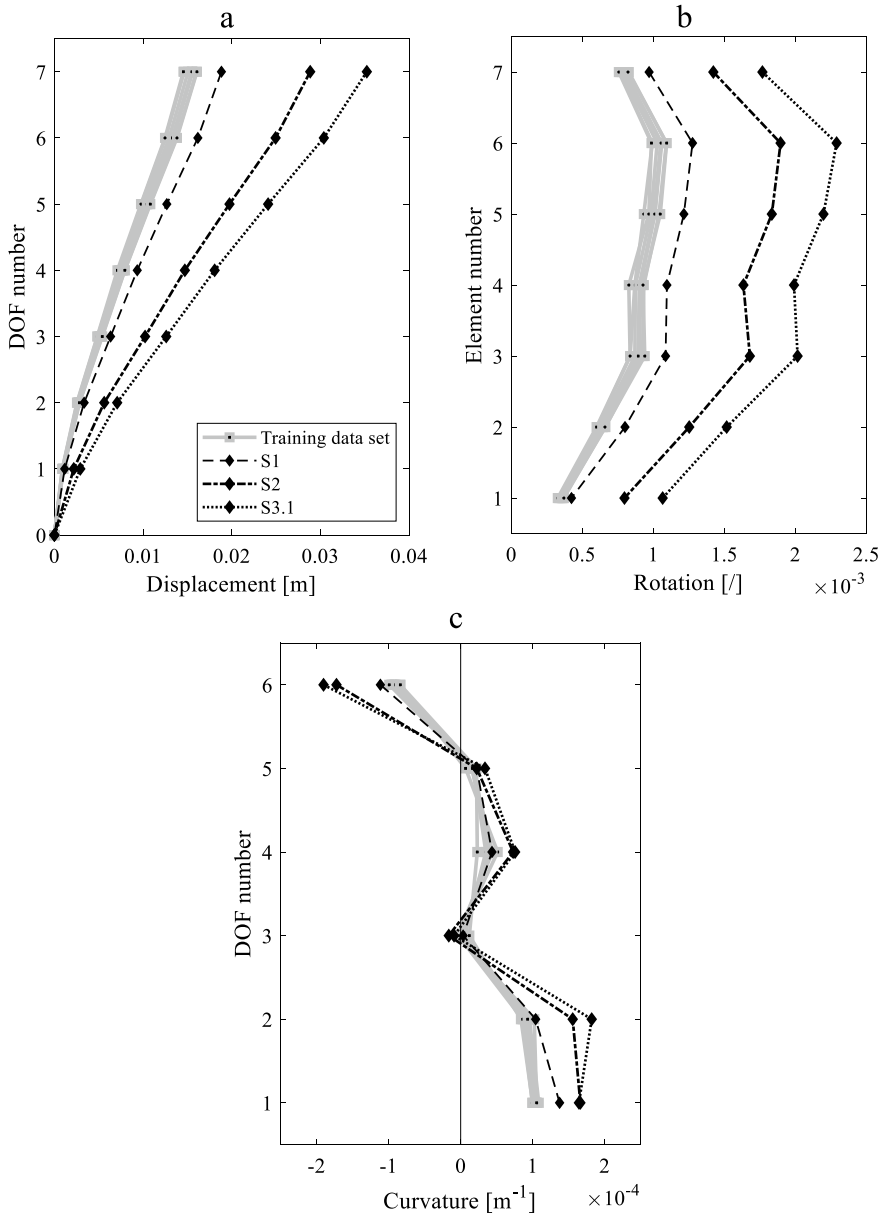 a
7
6
5
4
3
2
1
0
DOF number
0 0.01 0.02 0.03 0.04
Displacement [m]
Training data set
S1
S2
S3.1
b
7
6
5
4
3
2
1
Element number
0 0.5 1 1.5 2 2.5
Rotation [/]
×10⁻³
c
6
5
4
3
2
1
DOF number
-2 -1 0 1 2
Curvature [m⁻¹]
×10⁻⁴